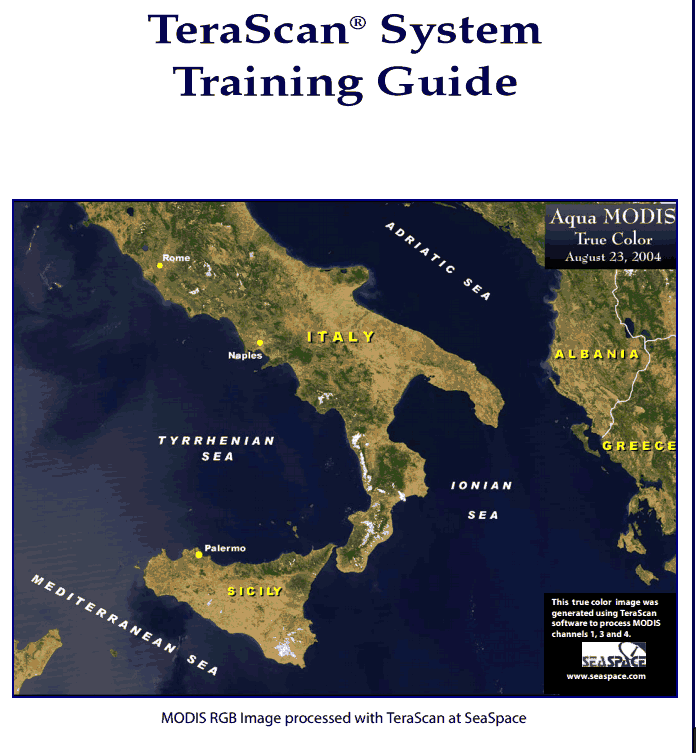 TeraScan® System
Training Guide
Aqua MODIS
True Color
August 23, 2004
ADRIATIC SEA
Rome
ITALY
Naples
ALBANIA
GREECE
TYRRHENIAN
SEA
IONIAN
SEA
Palermo
SICILY
MEDITERRANEAN SEA
This true color image was
generated using TeraScan
software to process MODIS
channels 1, 3 and 4.
SEASPACE
www.seaspace.com
MODIS RGB Image processed with TeraScan at SeaSpace